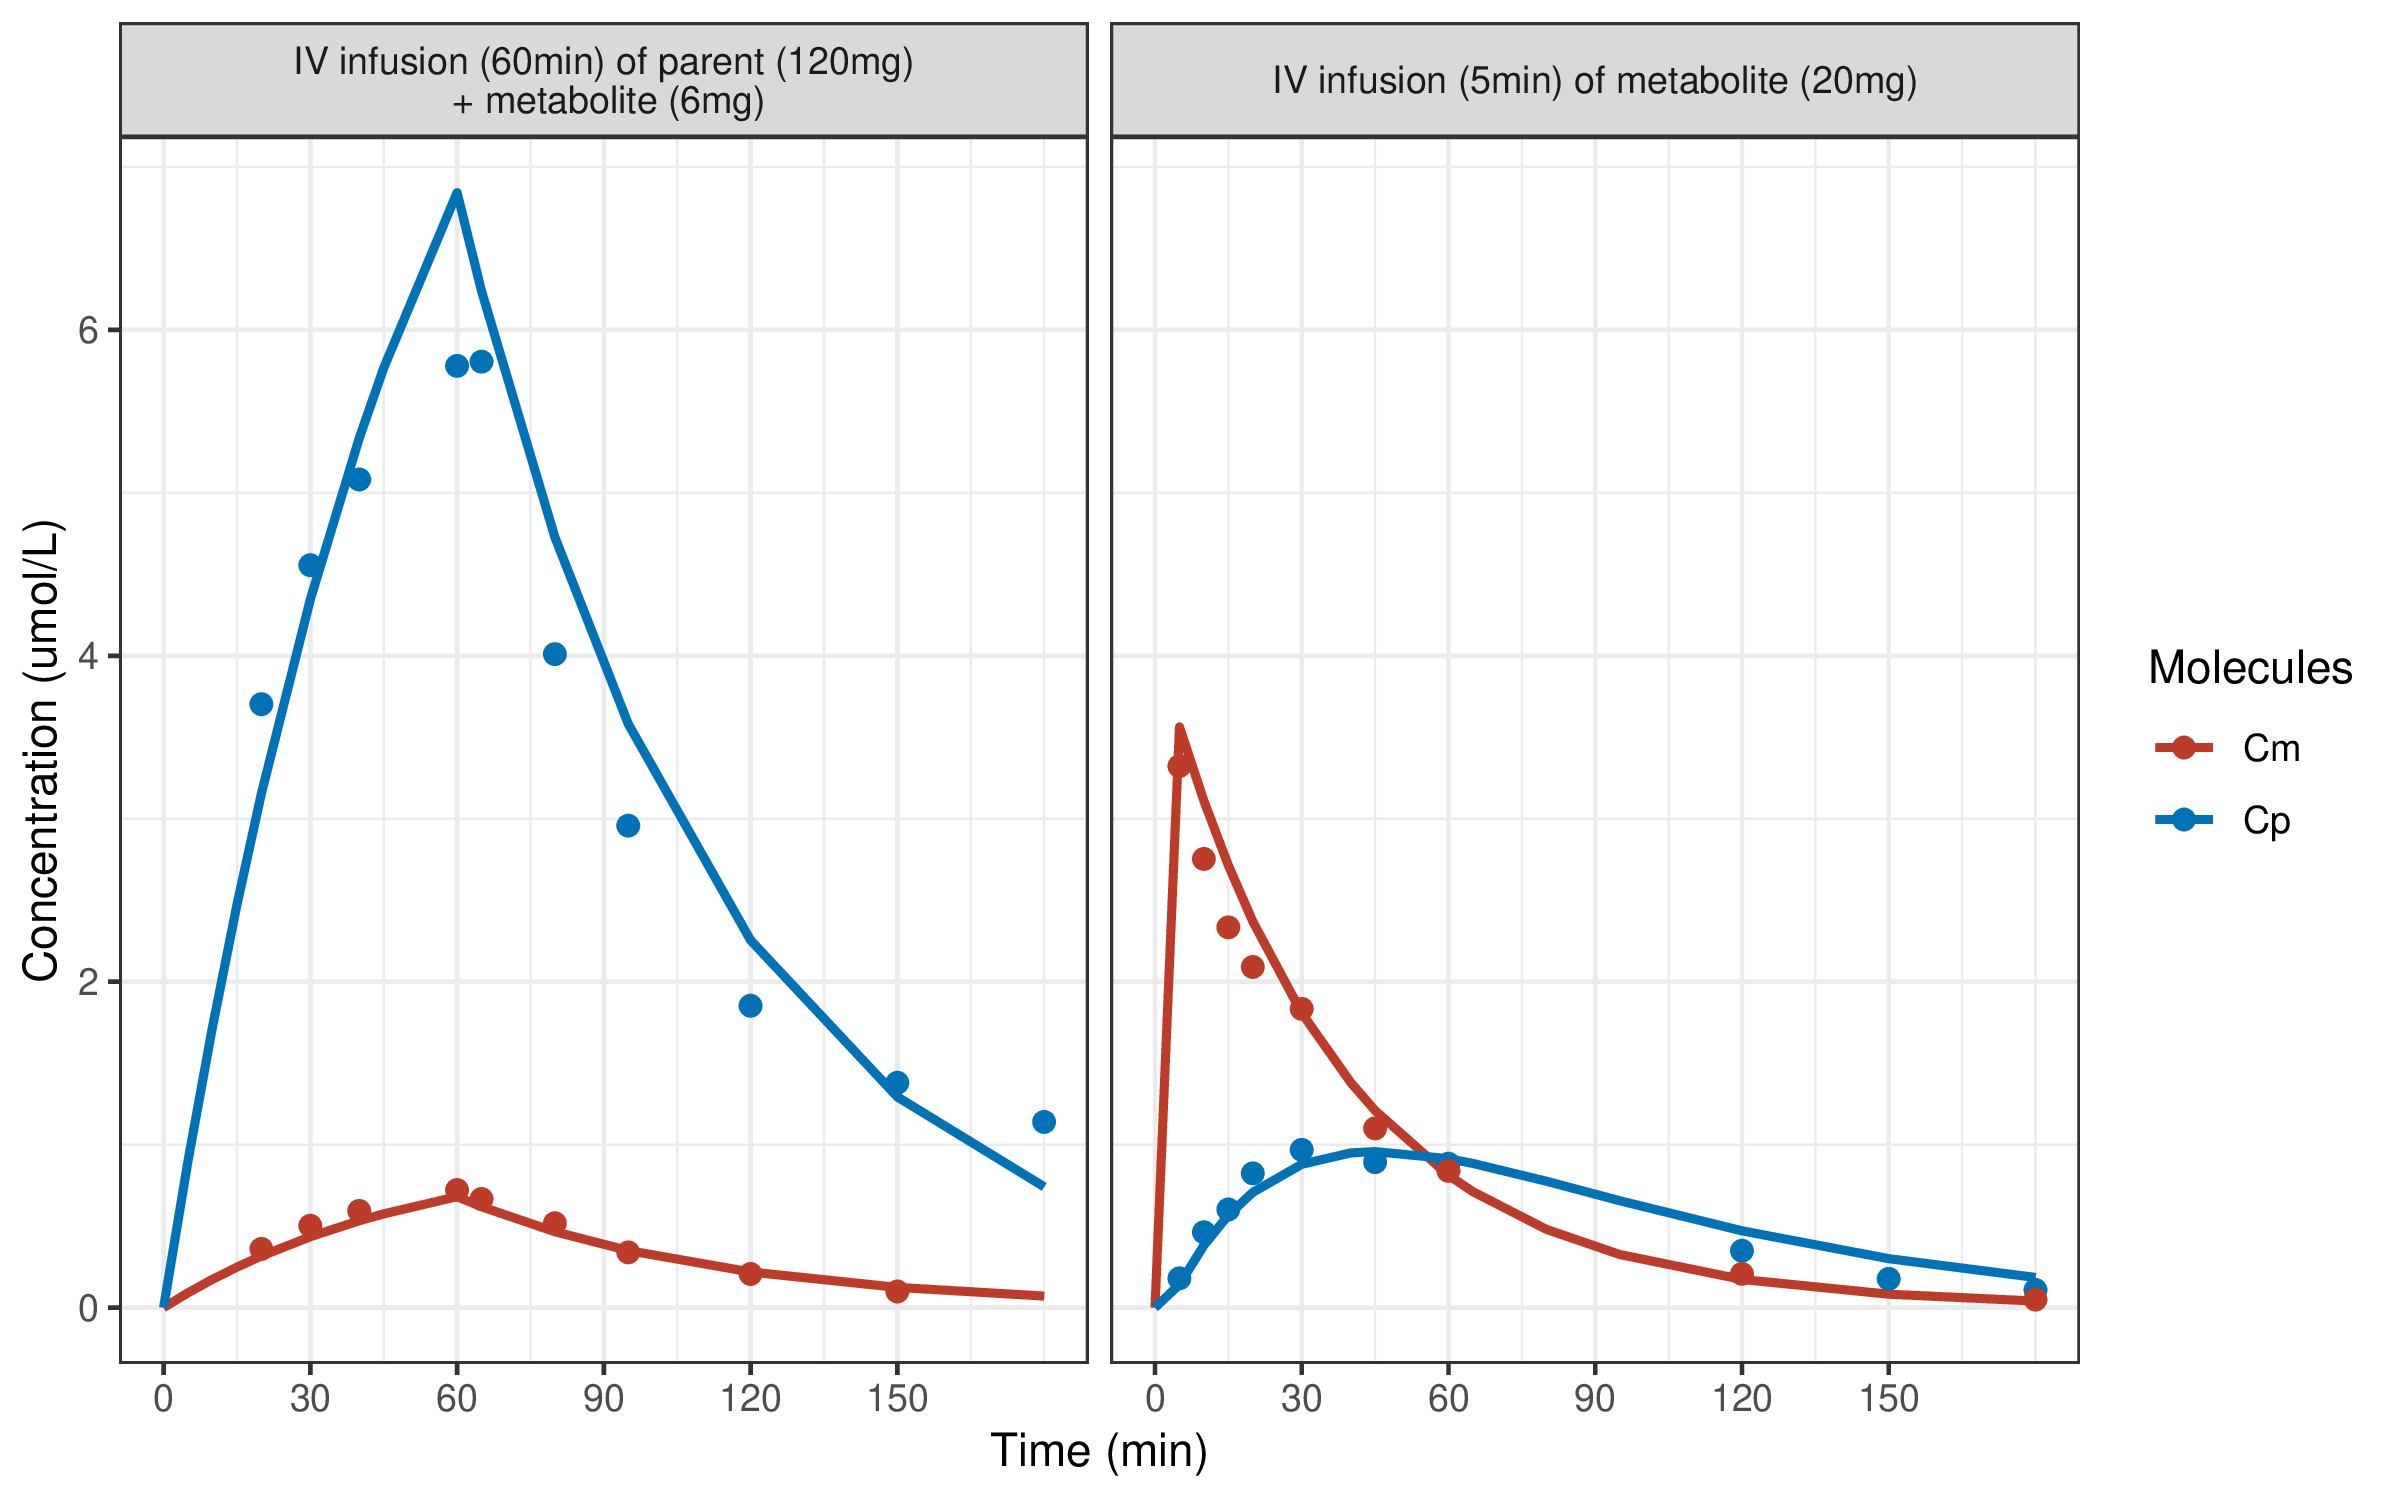 IV infusion (60min) of parent (120mg)
+ metabolite (6mg)
IV infusion (5min) of metabolite (20mg)
Concentration (umol/L)
6
4
2
0
0 30 60 90 120 150
0 30 60 90 120 150
Time (min)
Molecules
Cm
Cp